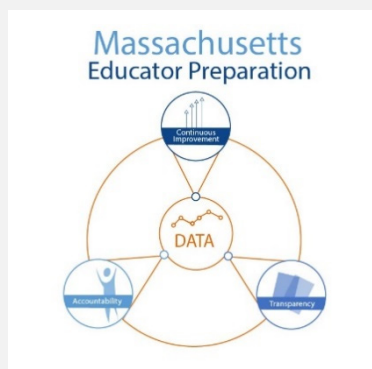 Massachusetts
Educator Preparation
Continuous
Improvement
DATA
Accountability
Transparency